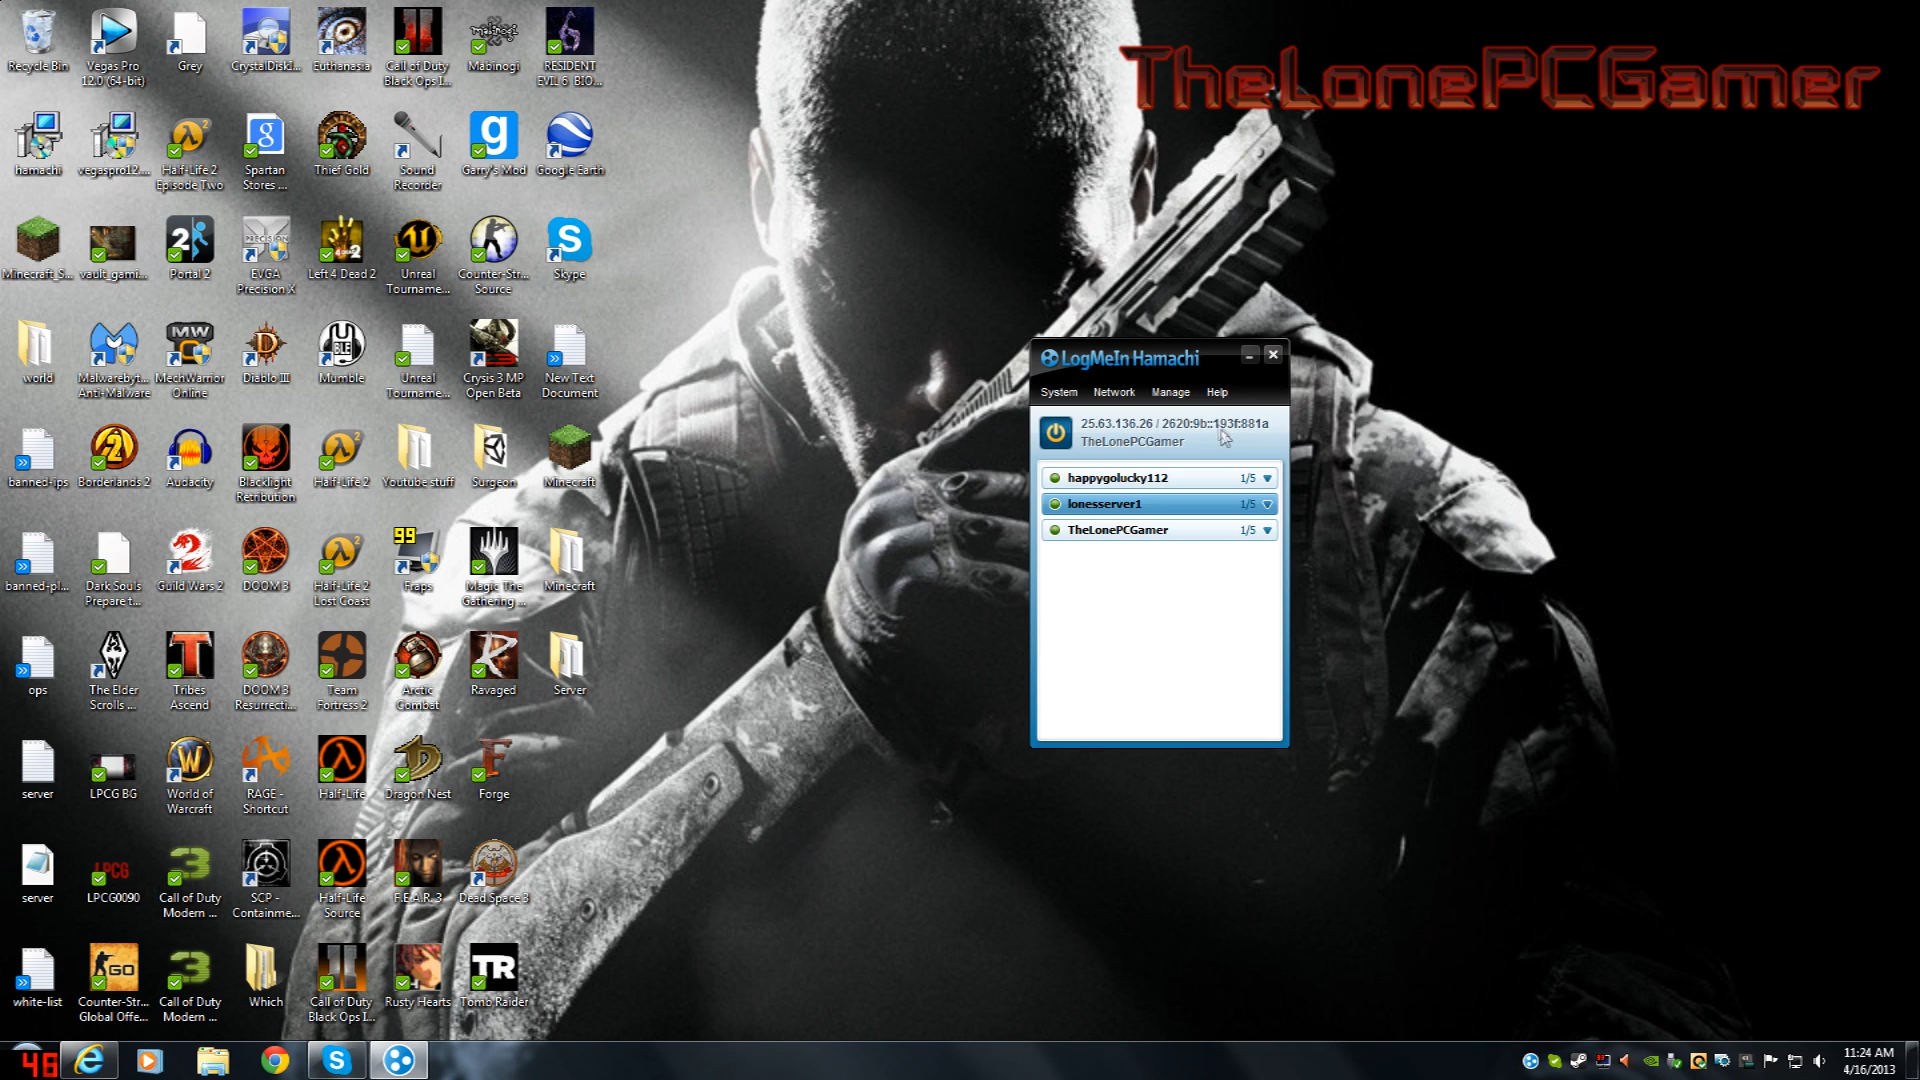 TheLonePCGamer
Recycle Bin
Vegas Pro
12.0 (64-bit)
Grey
CrystalDiskI...
Euthanasia
Call of Duty
Black Ops I...
Mabinogi
RESIDENT
EVIL 6 BIO...
hamachi
vegaspro12....
Half-Life 2
Episode Two
Spartan
Stores ...
Thief Gold
Sound
Recorder
Garry's Mod
Google Earth
Minecraft_S...
vault_gami...
Portal 2
EVGA
Precision X
Left 4 Dead 2
Unreal
Tourname...
Counter-Str...
Source
Skype
world
Malwarebyt...
Anti-Malware
MechWarrior
Online
Diablo III
Mumble
Unreal
Tourname...
Crysis 3 MP
Open Beta
New Text
Document
banned-ips
Borderlands 2
Audacity
Blacklight
Retribution
Half-Life 2
Youtube stuff
Surgeon
Minecraft
banned-pl...
Dark Souls
Prepare t...
Guild Wars 2
DOOM 3
Half-Life 2
Lost Coast
99
Fraps
Magic The
Gathering ...
Minecraft
ops
The Elder
Scrolls ...
Tribes
Ascend
DOOM 3
Resurrecti...
Team
Fortress 2
Arctic
Combat
Ravaged
Server
server
LPCG BG
World of
Warcraft
RAGE -
Shortcut
Half-Life
Dragon Nest
Forge
server
LPCG
LPCG0090
Call of Duty
Modern ...
SCP -
Containme...
Half-Life
Source
F.E.A.R. 3
Dead Space 3
white-list
GO
Counter-Str...
Global Offe...
Call of Duty
Modern ...
Which
Call of Duty
Black Ops I...
Rusty Hearts
TR
Tomb Raider
LogMeIn Hamachi
System Network Manage Help
25.63.136.26 / 2620:9b::193f:881a
TheLonePCGamer
happygolucky112 1/5
lonesserver1 1/5
TheLonePCGamer 1/5
48
11:24 AM
4/16/2013